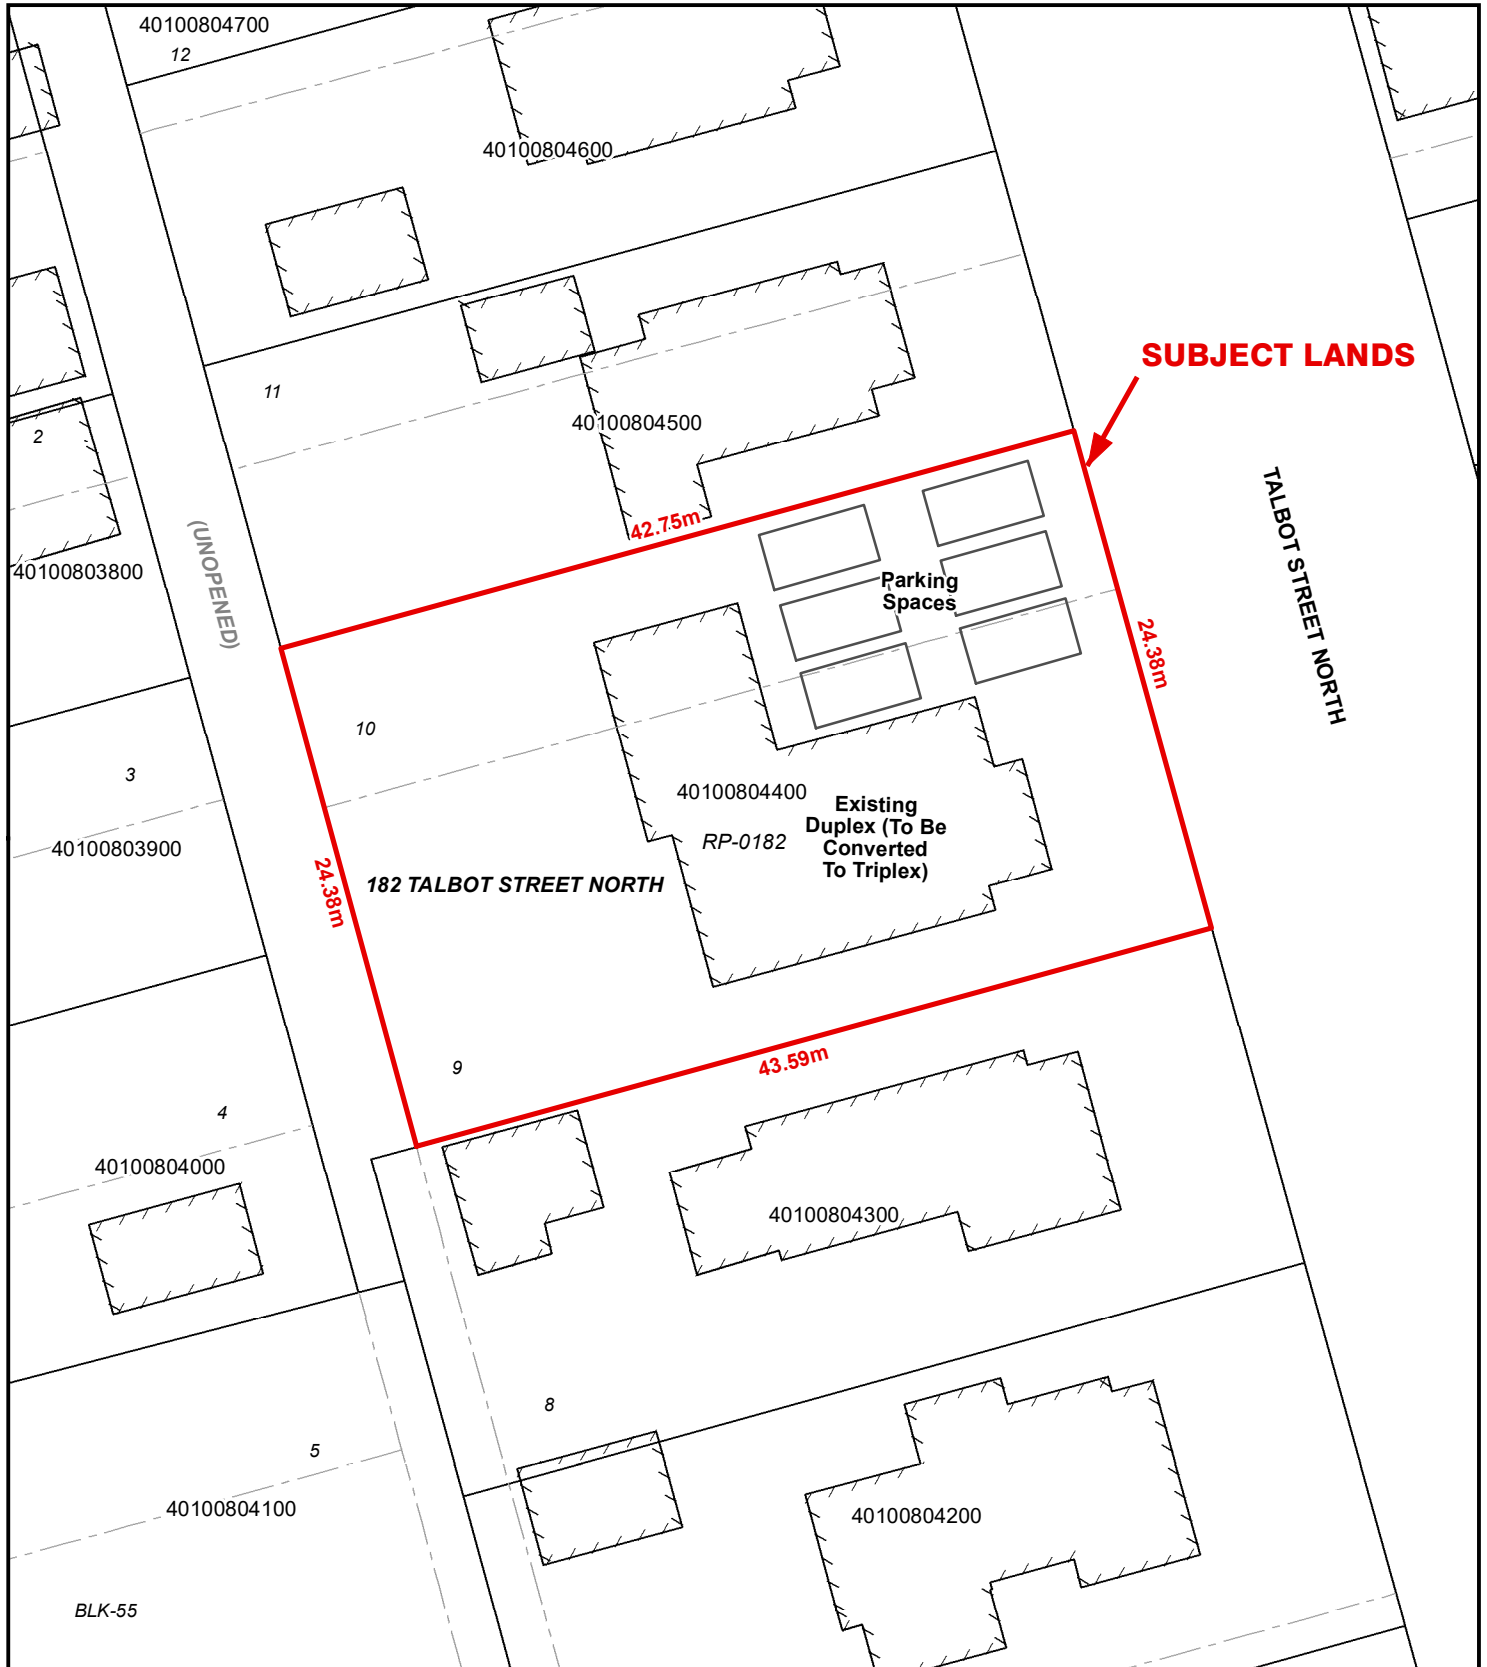 40100804700
12
40100804600
SUBJECT LANDS
11
40100804500
2
42.75m
TALBOT STREET NORTH
(UNOPENED)
40100803800
Parking
Spaces
24.38m
10
3
40100804400
Existing
Duplex (To Be
Converted
To Triplex)
RP-0182
40100803900
24.38m
182 TALBOT STREET NORTH
43.59m
9
4
40100804000
40100804300
8
5
40100804100
40100804200
BLK-55